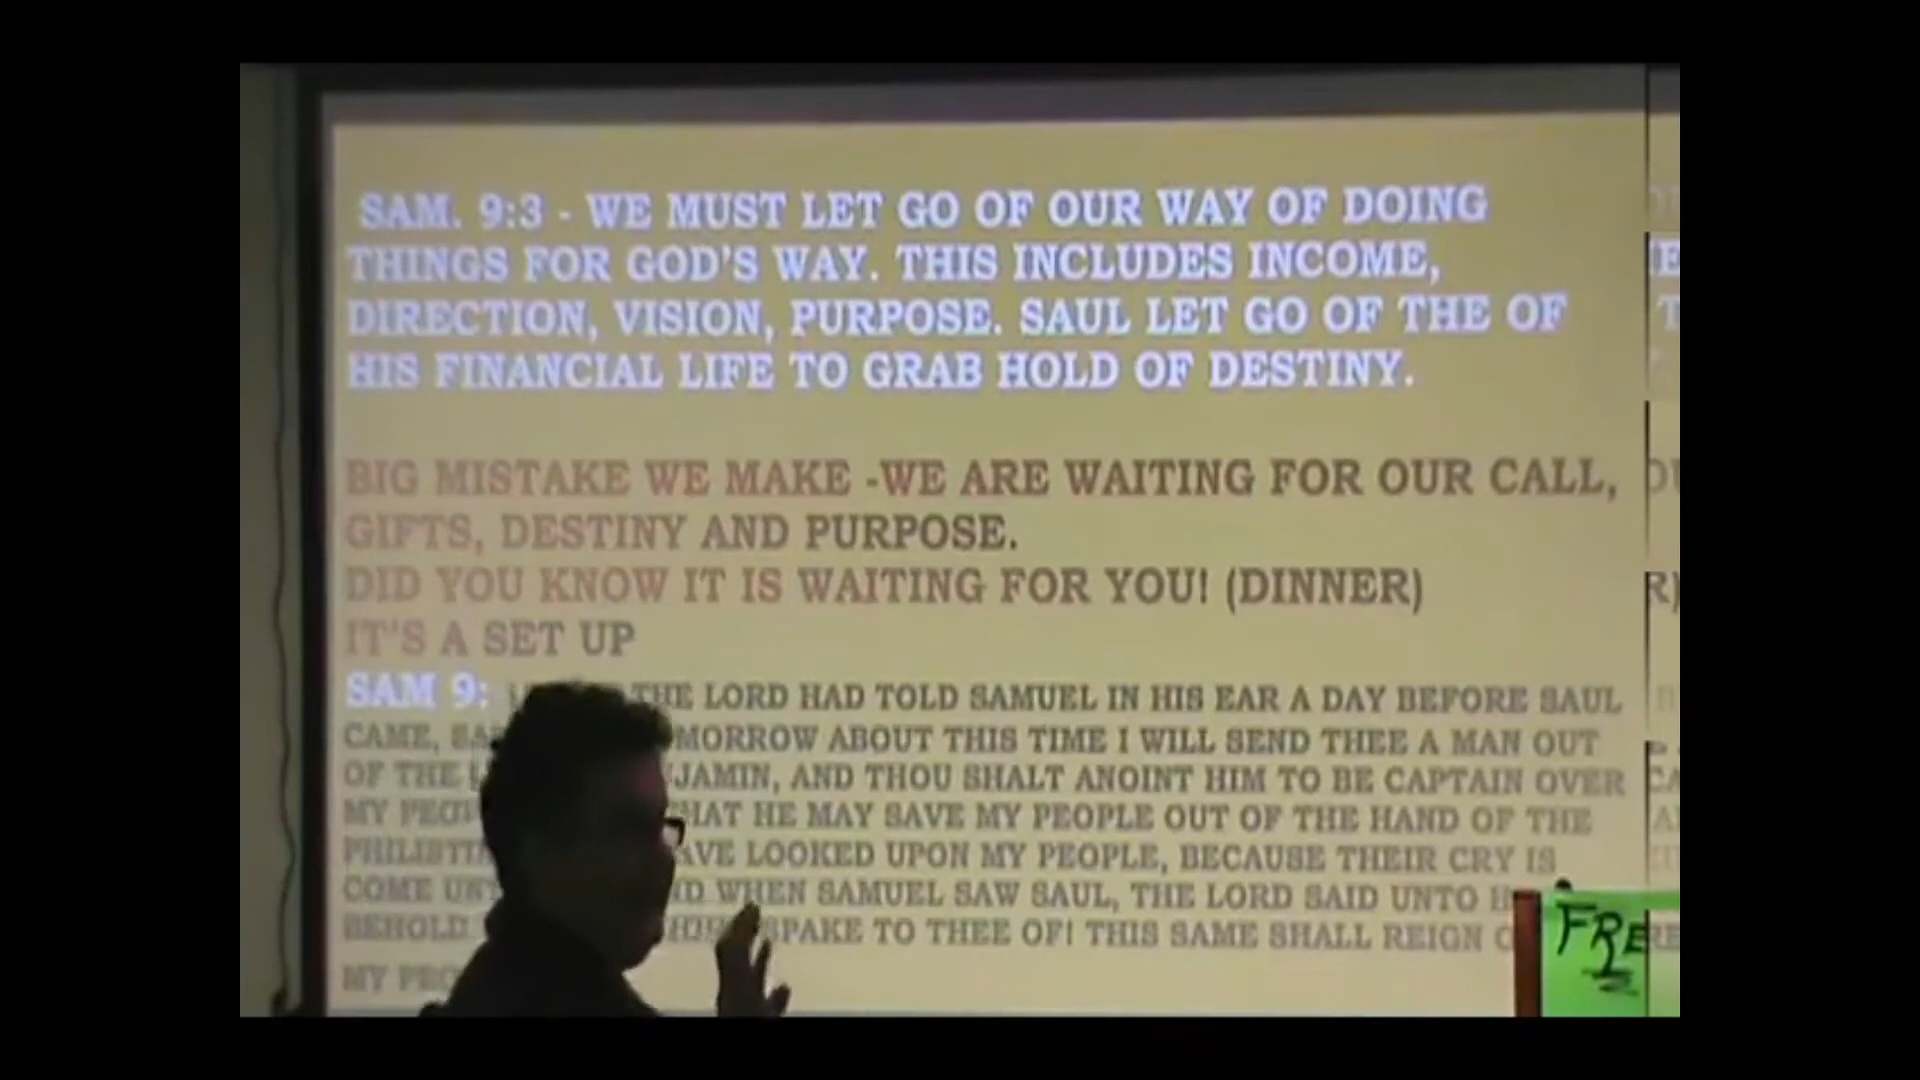 SAM. 9:3 - WE MUST LET GO OF OUR WAY OF DOING
THINGS FOR GOD'S WAY. THIS INCLUDES INCOME,
DIRECTION, VISION, PURPOSE. SAUL LET GO OF THE OF
HIS FINANCIAL LIFE TO GRAB HOLD OF DESTINY.
BIG MISTAKE WE MAKE -WE ARE WAITING FOR OUR CALL,
GIFTS, DESTINY AND PURPOSE.
DID YOU KNOW IT IS WAITING FOR YOU! (DINNER)
IT'S A SET UP
SAM 9: THE LORD HAD TOLD SAMUEL IN HIS EAR A DAY BEFORE SAUL
CAME, MORROW ABOUT THIS TIME I WILL SEND THEE A MAN OUT
OF THE JAMIN, AND THOU SHALT ANOINT HIM TO BE CAPTAIN OVER
MY HAT HE MAY SAVE MY PEOPLE OUT OF THE HAND OF THE
AVE LOOKED UPON MY PEOPLE, BECAUSE THEIR CRY IS
COME WHEN SAMUEL SAW SAUL, THE LORD SAID UNTO
BEHOLD SPAKE TO THEE OF! THIS SAME SHALL REIGN
MY
FRE